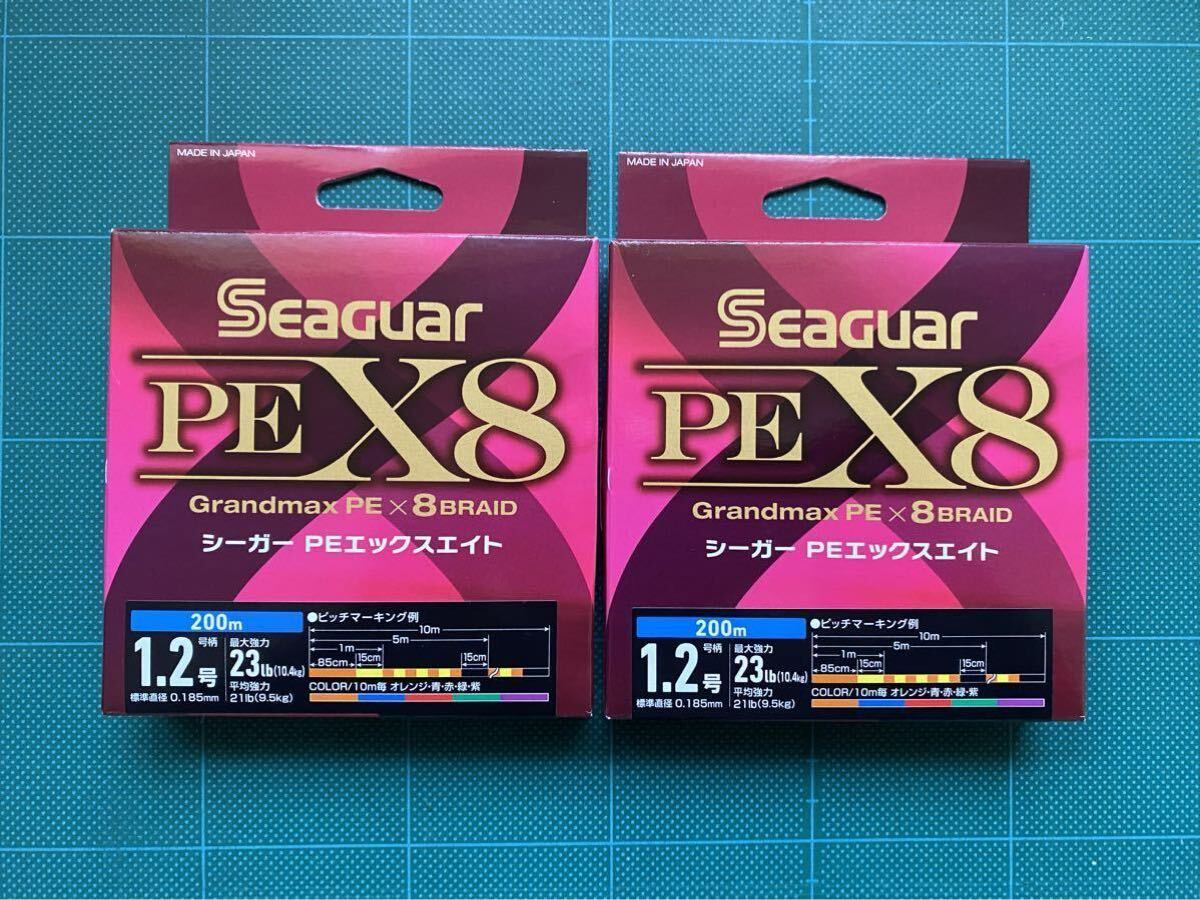 MADE IN JAPAN
SEAGUAR
PE X8
Grandmax PE × 8 BRAID
シーガー PEエックスエイト
200m
1.2号
号柄
標準直径 0.185mm
最大強力
23lb(10.4kg)
平均強力
21lb(9.5kg)
●ピッチマーキング例
10m
5m
1m
15cm
15cm
85cm
COLOR/10m毎 オレンジ・青・赤・緑・紫
MADE IN JAPAN
SEAGUAR
PE X8
Grandmax PE × 8 BRAID
シーガー PEエックスエイト
200m
1.2号
号柄
標準直径 0.185mm
最大強力
23lb(10.4kg)
平均強力
21lb(9.5kg)
●ピッチマーキング例
10m
5m
1m
15cm
15cm
85cm
COLOR/10m毎 オレンジ・青・赤・緑・紫